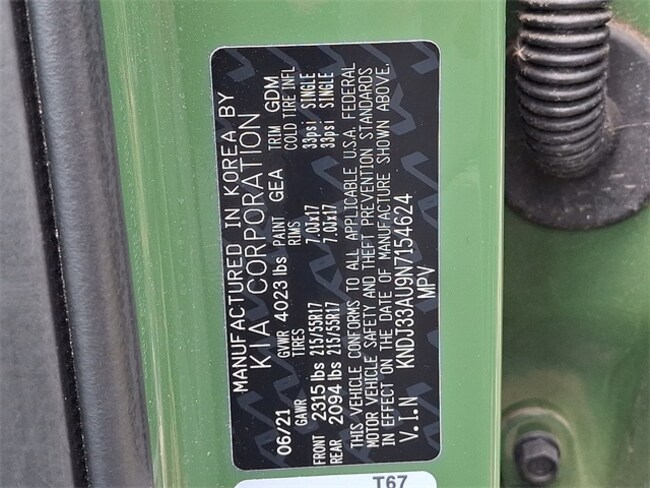 MANUFACTURED IN KOREA BY
KIA CORPORATION
06/21 GVWR 4023 lbs PAINT GEA TRIM GDM
GAWR TIRES RIMS COLD TIRE INFL
FRONT 2315 lbs 215/55R17 7.0Jx17 33psi SINGLE
REAR 2094 lbs 215/55R17 7.0Jx17 33psi SINGLE
THIS VEHICLE CONFORMS TO ALL APPLICABLE U.S.A. FEDERAL
MOTOR VEHICLE SAFETY AND THEFT PREVENTION STANDARDS
IN EFFECT ON THE DATE OF MANUFACTURE SHOWN ABOVE.
V.I.N KNDJ33AU9N7154624
MPV
T67